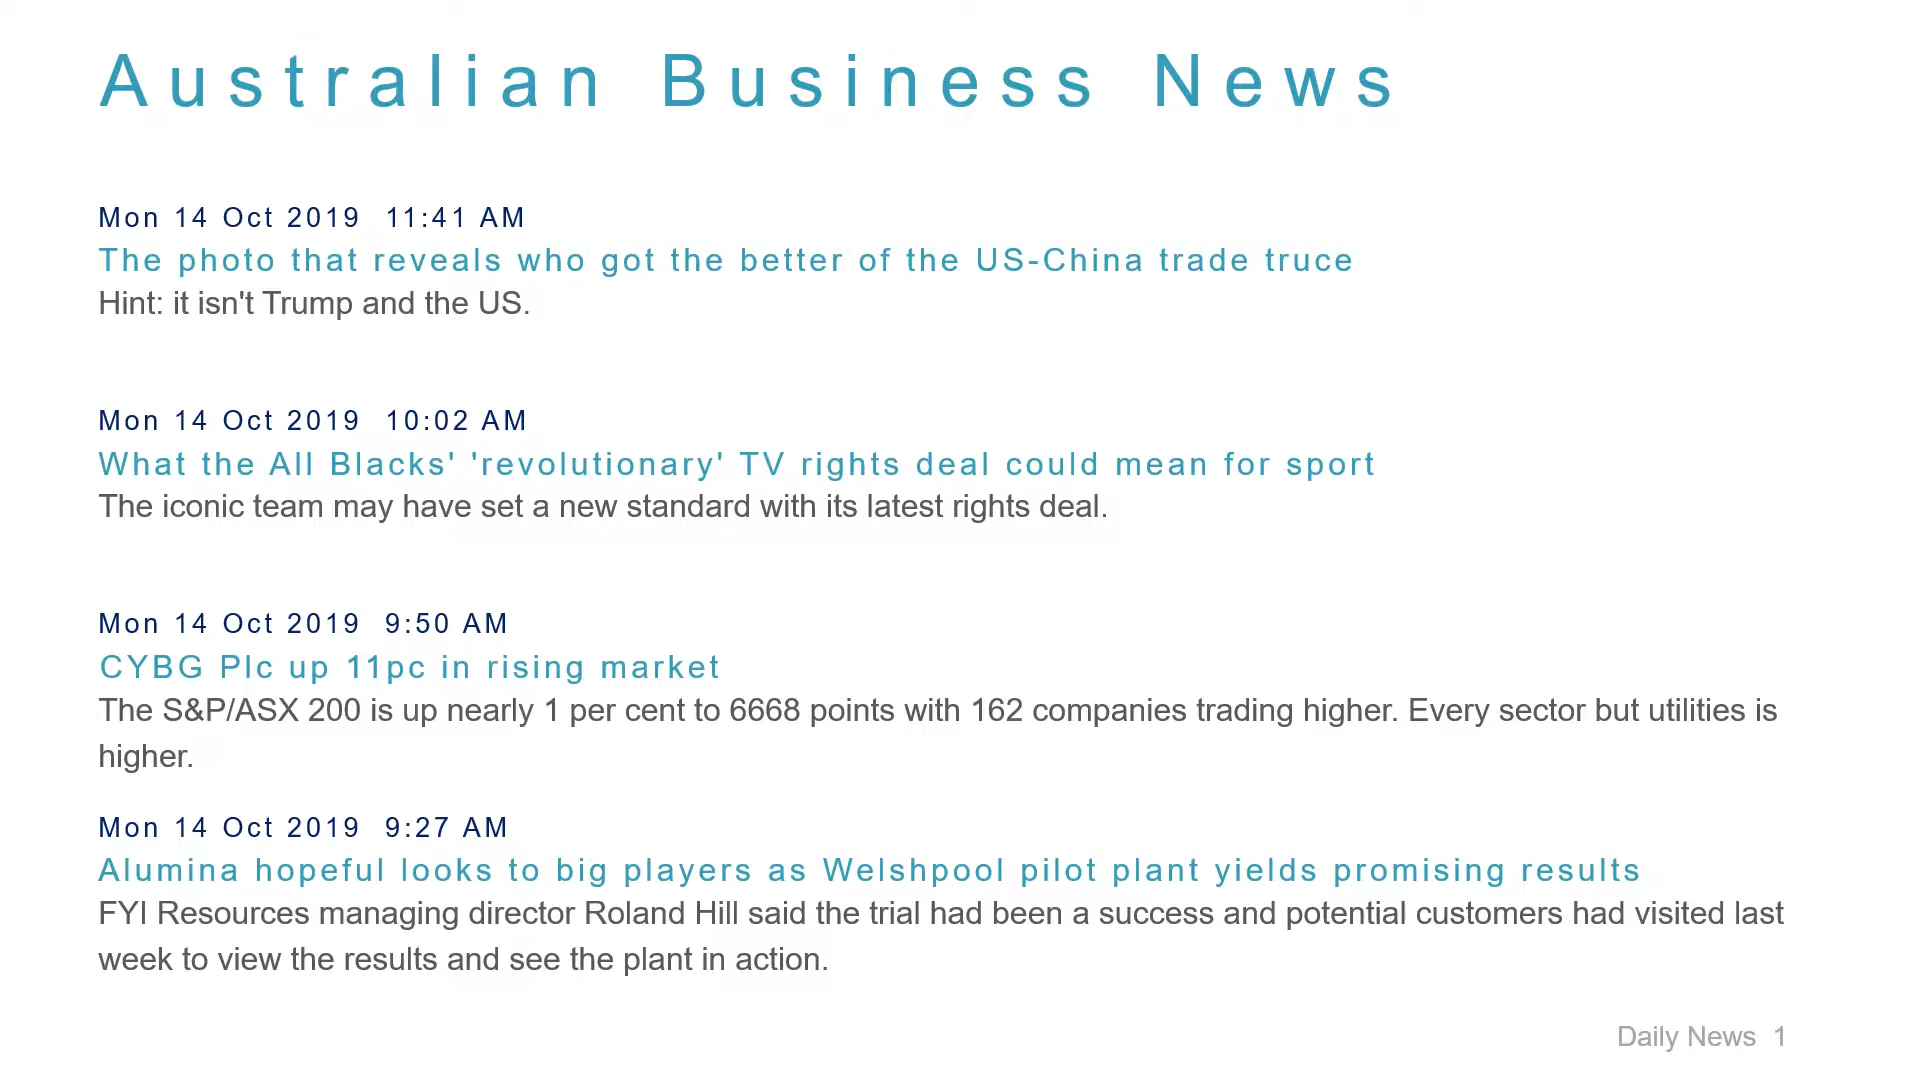 Australian Business News
Mon 14 Oct 2019 11:41 AM
The photo that reveals who got the better of the US-China trade truce
Hint: it isn't Trump and the US.
Mon 14 Oct 2019 10:02 AM
What the All Blacks' 'revolutionary' TV rights deal could mean for sport
The iconic team may have set a new standard with its latest rights deal.
Mon 14 Oct 2019 9:50 AM
CYBG Plc up 11pc in rising market
The S&P/ASX 200 is up nearly 1 per cent to 6668 points with 162 companies trading higher. Every sector but utilities is
higher.
Mon 14 Oct 2019 9:27 AM
Alumina hopeful looks to big players as Welshpool pilot plant yields promising results
FYI Resources managing director Roland Hill said the trial had been a success and potential customers had visited last
week to view the results and see the plant in action.
Daily News 1